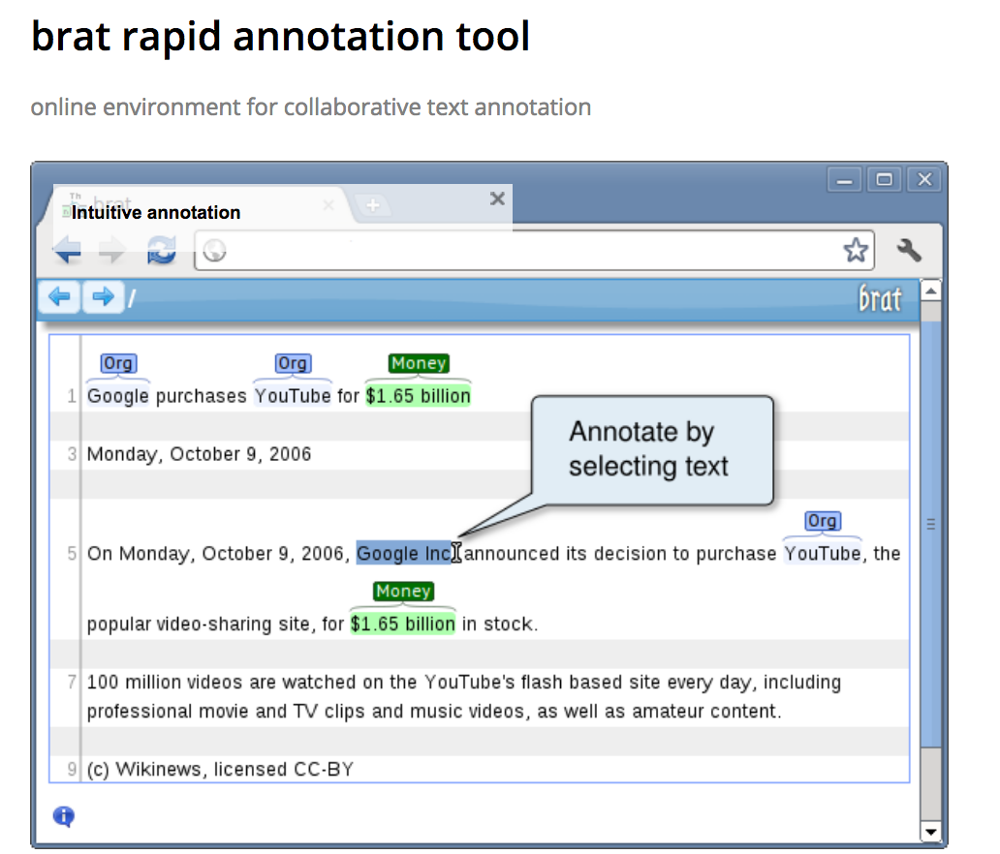 brat rapid annotation tool
online environment for collaborative text annotation
brat
Intuitive annotation
/
brat
Org Org Money
1 Google purchases YouTube for $1.65 billion
Annotate by
selecting text
3 Monday, October 9, 2006
Org
5 On Monday, October 9, 2006, Google Inc announced its decision to purchase YouTube, the
Money
popular video-sharing site, for $1.65 billion in stock.
7 100 million videos are watched on the YouTube's flash based site every day, including
professional movie and TV clips and music videos, as well as amateur content.
9 (c) Wikinews, licensed CC-BY